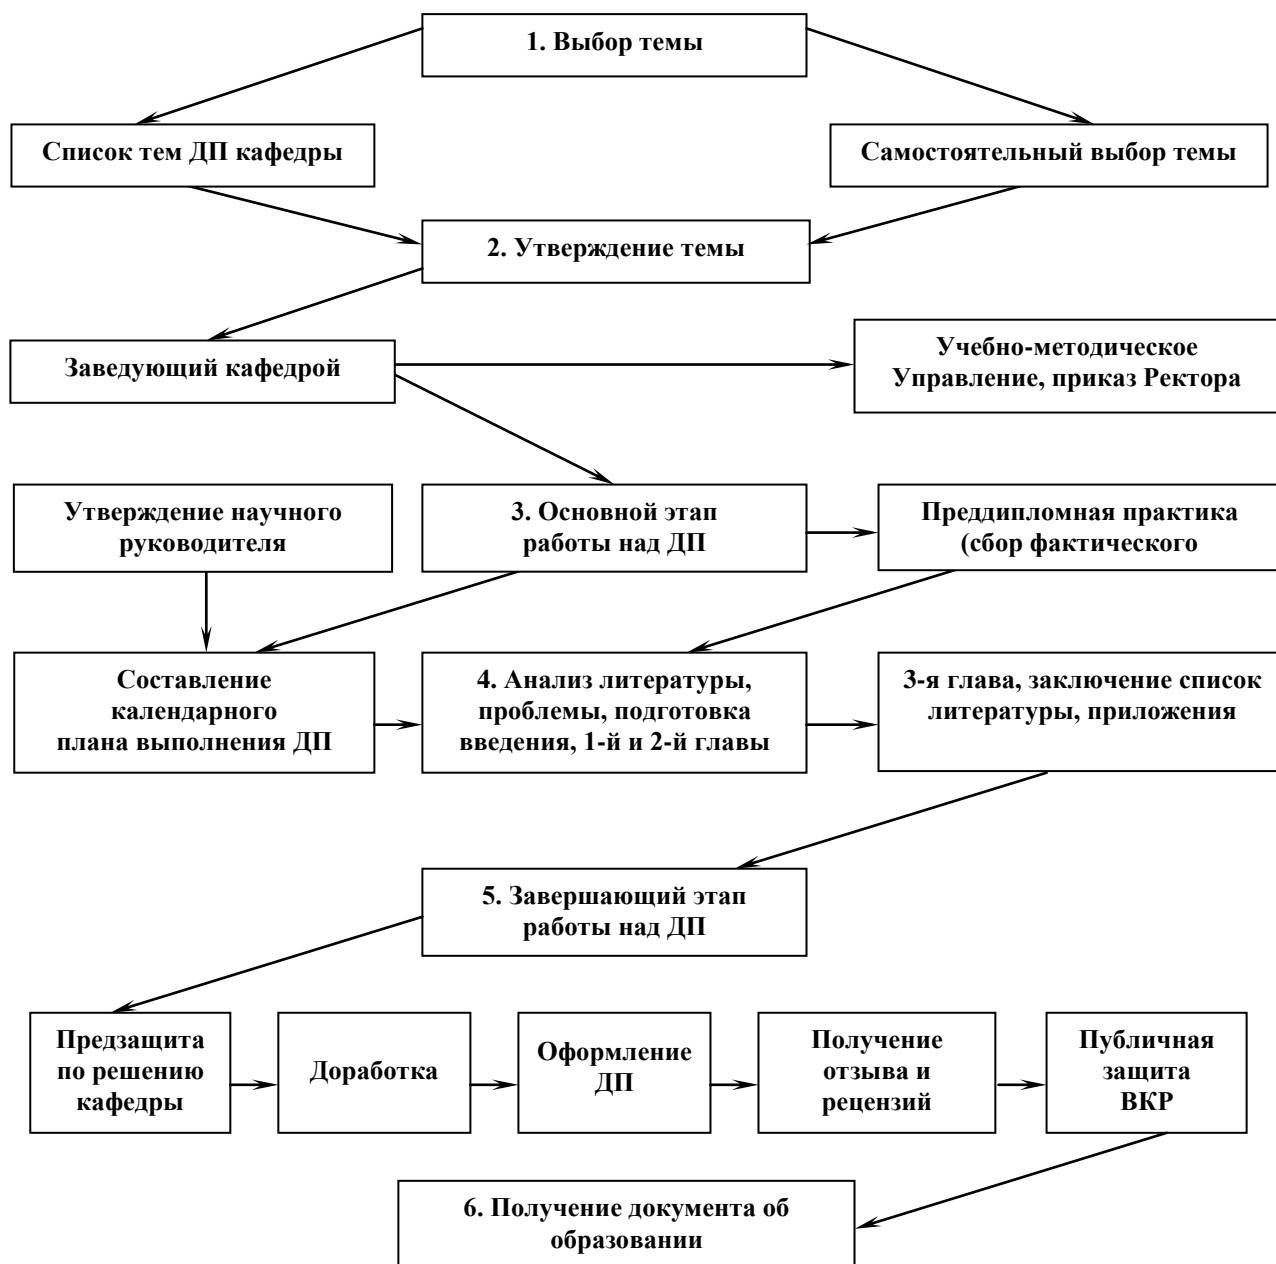 1. Выбор темы
Список тем ДП кафедры
Самостоятельный выбор темы
2. Утверждение темы
Заведующий кафедрой
Учебно-методическое
Управление, приказ Ректора
Утверждение научного
руководителя
3. Основной этап
работы над ДП
Преддипломная практика
(сбор фактического
Составление
календарного
плана выполнения ДП
4. Анализ литературы,
проблемы, подготовка
введения, 1-й и 2-й главы
3-я глава, заключение список
литературы, приложения
5. Завершающий этап
работы над ДП
Предзащита
по решению
кафедры
Доработка
Оформление
ДП
Получение
отзыва и
рецензий
Публичная
защита
ВКР
6. Получение документа об
образовании